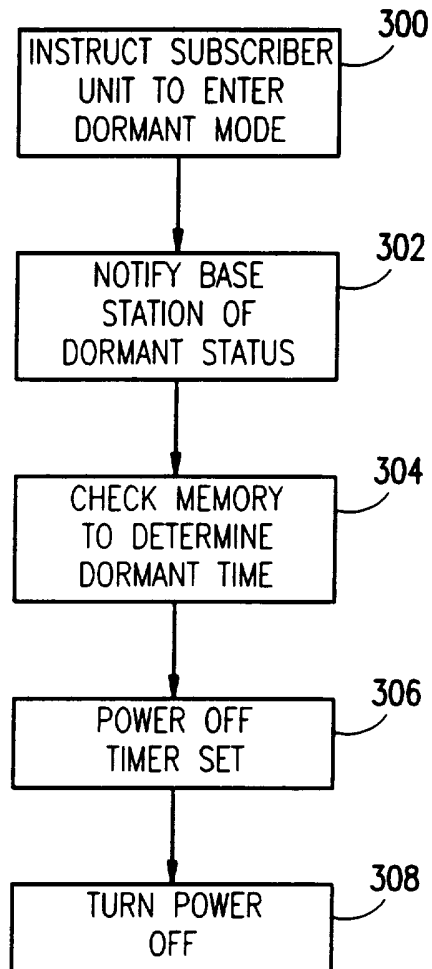 300
INSTRUCT SUBSCRIBER
UNIT TO ENTER
DORMANT MODE
302
NOTIFY BASE
STATION OF
DORMANT STATUS
304
CHECK MEMORY
TO DETERMINE
DORMANT TIME
306
POWER OFF
TIMER SET
308
TURN POWER
OFF